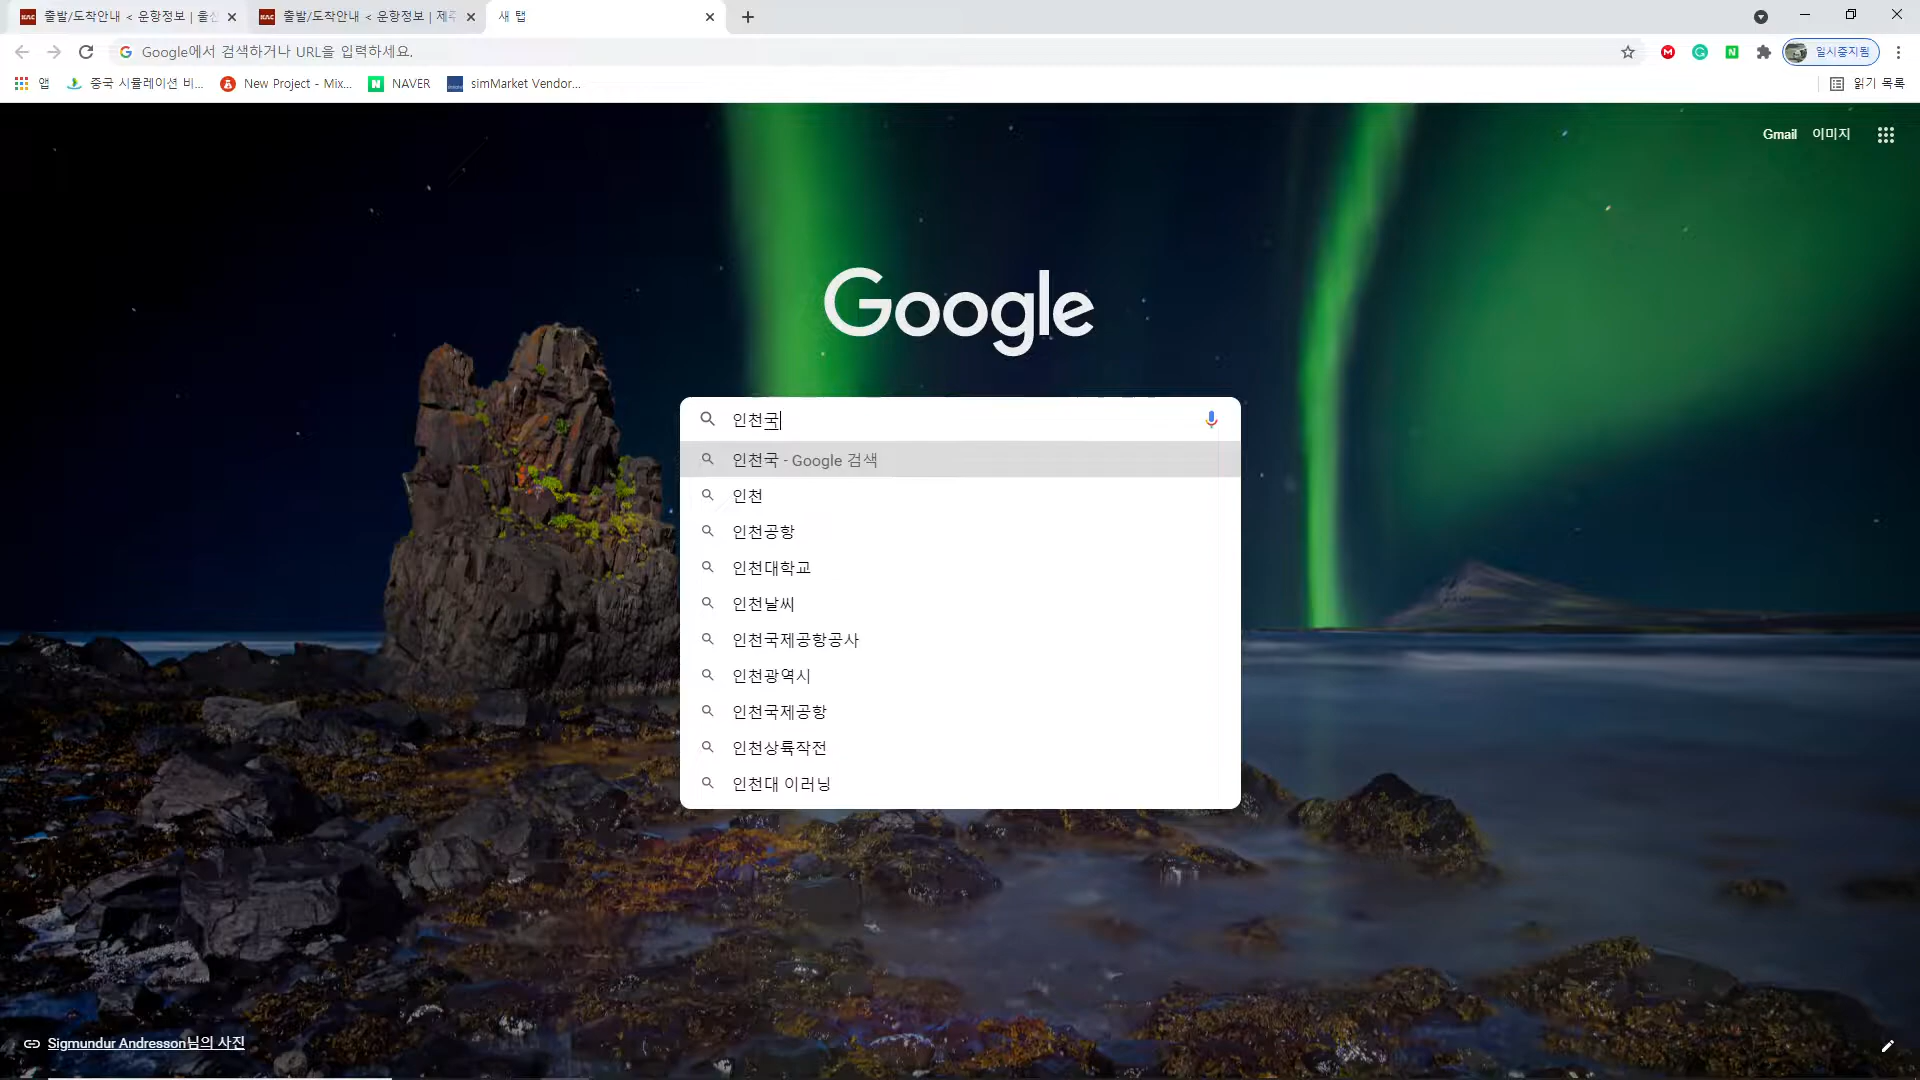 출발/도착안내 < 운항정보 | 울산
출발/도착안내 < 운항정보 | 제주
새 탭
Google에서 검색하거나 URL을 입력하세요.
일시중지됨
앱
중국 시뮬레이션 비...
New Project - Mix...
NAVER
simMarket Vendor...
읽기 목록
Gmail 이미지
Google
인천국
인천국 - Google 검색
인천
인천공항
인천대학교
인천날씨
인천국제공항공사
인천광역시
인천국제공항
인천상륙작전
인천대 이러닝
Sigmundur Andresson님의 사진